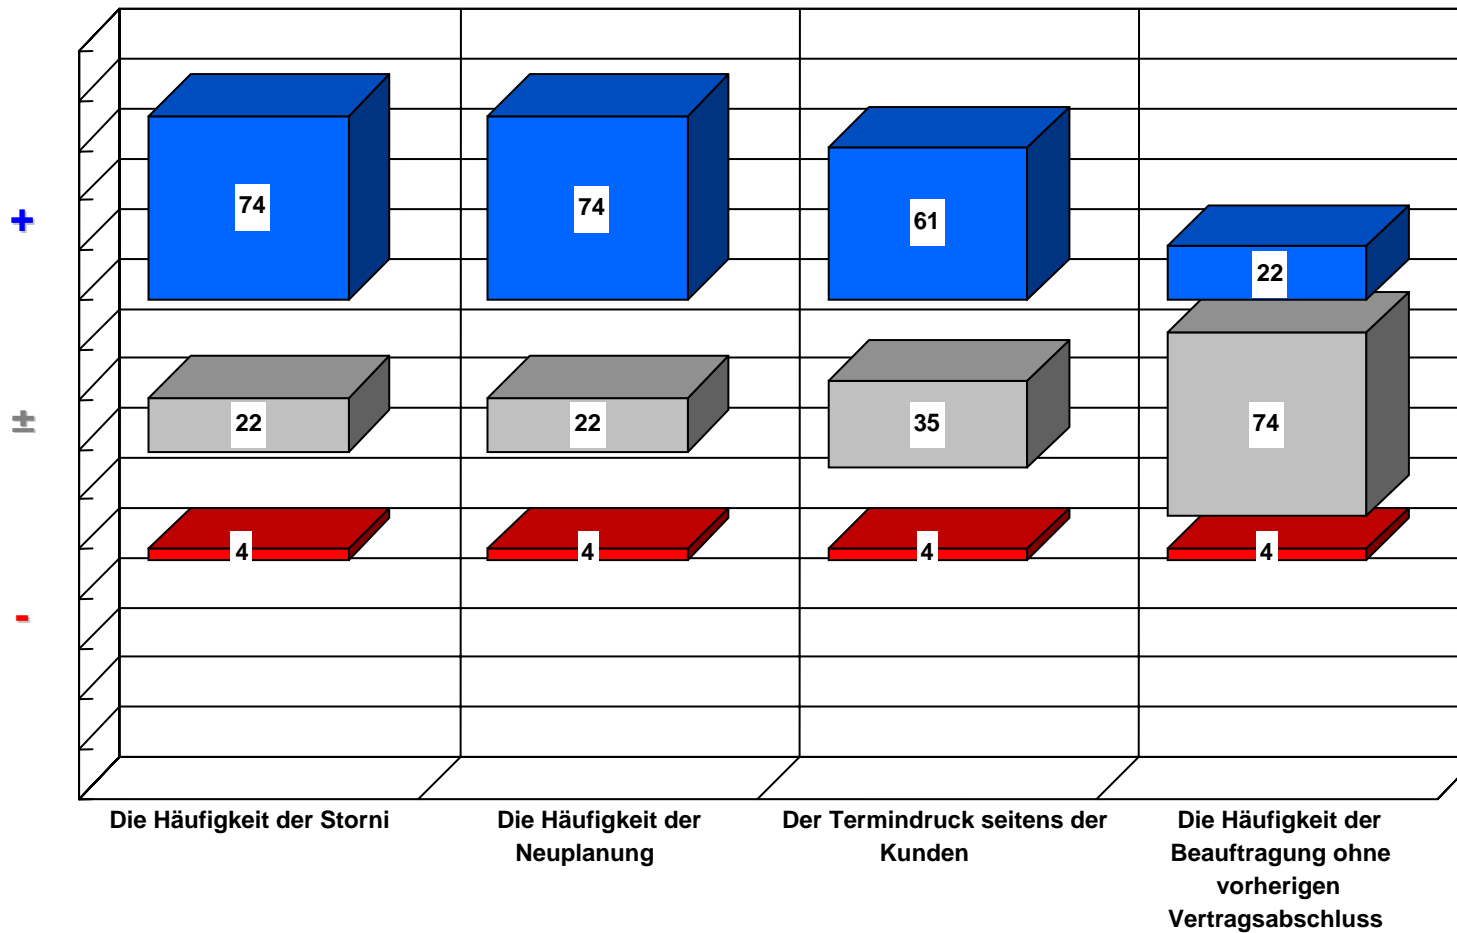 +
74
74
61
22
±
22
22
35
74
4
4
4
4
-
Die Häufigkeit der Storni
Die Häufigkeit der
Neuplanung
Der Termindruck seitens der
Kunden
Die Häufigkeit der
Beauftragung ohne
vorherigen
Vertragsabschluss